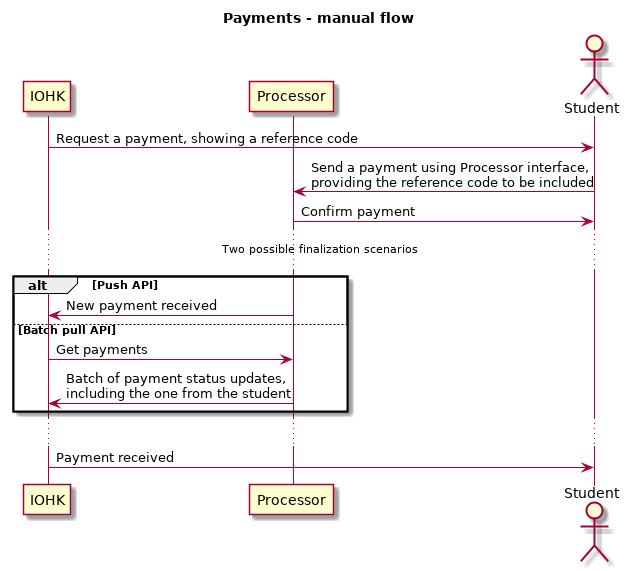 Payments - manual flow
IOHK
Processor
Student
Request a payment, showing a reference code
Send a payment using Processor interface,
providing the reference code to be included
Confirm payment
Two possible finalization scenarios
alt [Push API]
New payment received
[Batch pull API]
Get payments
Batch of payment status updates,
including the one from the student
Payment received
IOHK
Processor
Student